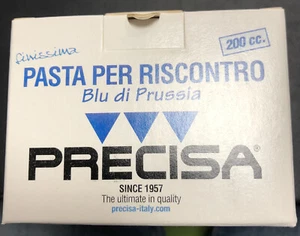 finissima
200 cc.
PASTA PER RISCONTRO
Blu di Prussia
PRECISA®
SINCE 1957
The ultimate in quality
precisa-italy.com